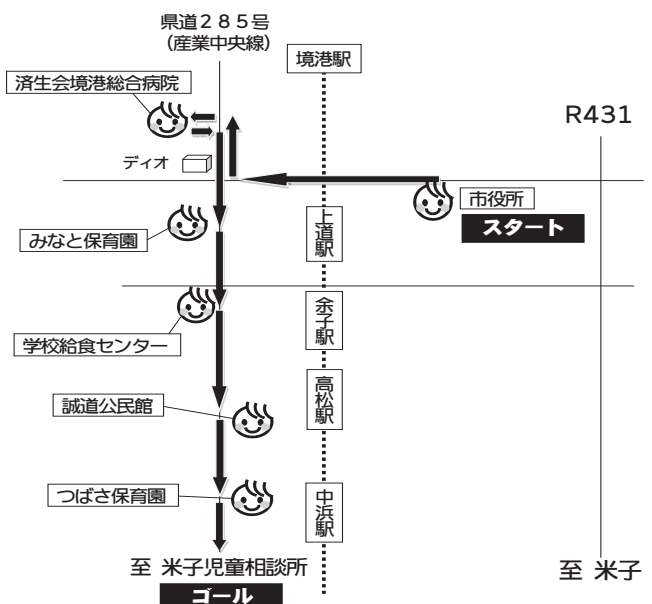 県道285号
（産業中央線）
境港駅
済生会境港総合病院
R431
ディオ
市役所
スタート
上道駅
みなと保育園
余子駅
学校給食センター
高松駅
誠道公民館
つばさ保育園
中浜駅
至 米子児童相談所
ゴール
至 米子